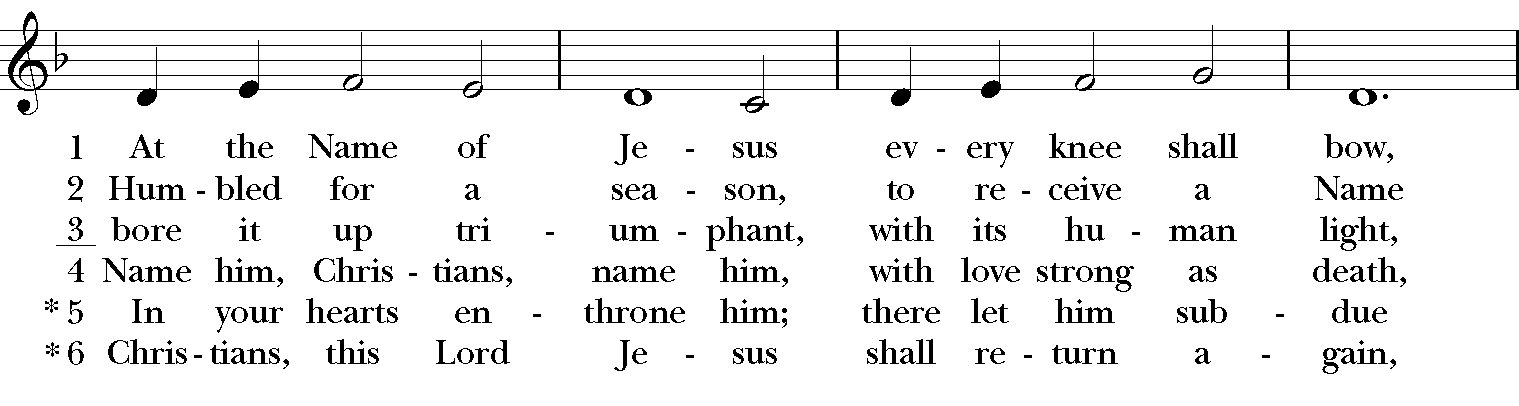 1 At the Name of Je - sus ev - ery knee shall bow,
2 Hum - bled for a sea - son, to re - ceive a Name
3 bore it up tri - um - phant, with its hu - man light,
4 Name him, Chris - tians, name him, with love strong as death,
* 5 In your hearts en - throne him; there let him sub - due
* 6 Chris - tians, this Lord Je - sus shall re - turn a - gain,